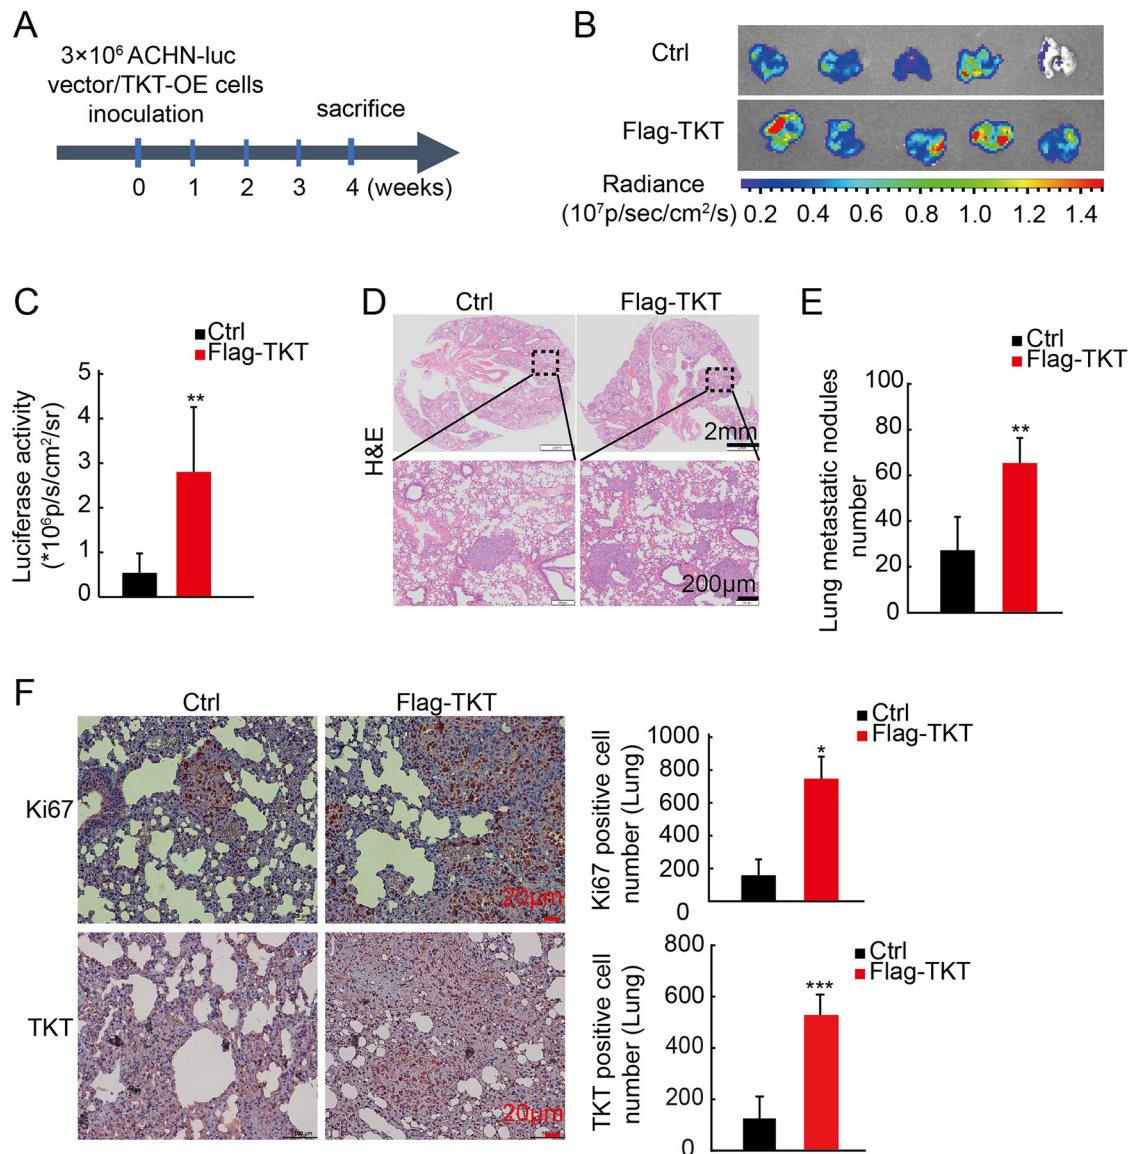 A
3×10⁶ ACHN-luc
vector/TKT-OE cells
inoculation
sacrifice
0 1 2 3 4 (weeks)
B
Ctrl
Flag-TKT
Radiance
(10⁷p/sec/cm²/s)
0.2 0.4 0.6 0.8 1.0 1.2 1.4
C
Ctrl
Flag-TKT
Luciferase activity
(*10⁶p/s/cm²/sr)
5
4
3
2
1
0
**
D
Ctrl Flag-TKT
H&E
2mm
200μm
E
Ctrl
Flag-TKT
Lung metastatic nodules
number
100
80
60
40
20
0
**
F
Ctrl Flag-TKT
Ki67
20μm
TKT
20μm
Ctrl
Flag-TKT
Ki67 positive cell
number (Lung)
1000
800
600
400
200
0
*
Ctrl
Flag-TKT
TKT positive cell
number (Lung)
800
600
400
200
0
***